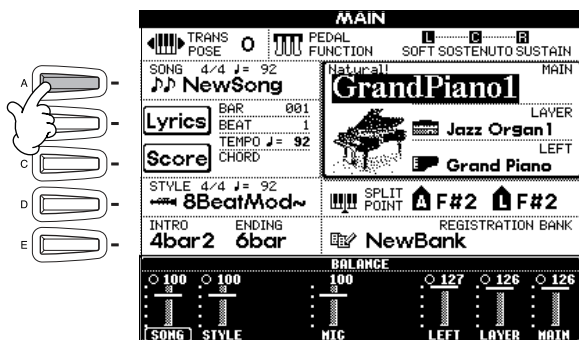 MAIN
TRANSPOSE 0
PEDAL FUNCTION
L C R
SOFT SOSTENUTO SUSTAIN
A
SONG 4/4 ♩= 92
NewSong
Natural! MAIN
GrandPiano1
Lyrics
BAR 001
BEAT 1
LAYER
Jazz Organ1
C
Score
TEMPO ♩= 92
CHORD
LEFT
Grand Piano
D
STYLE 4/4 ♩= 92
8BeatMod~
SPLIT POINT
A F#2 L F#2
E
INTRO ENDING
4bar2 6bar
REGISTRATION BANK
NewBank
BALANCE
100 100 100 127 126 126
SONG STYLE MIC LEFT LAYER MAIN